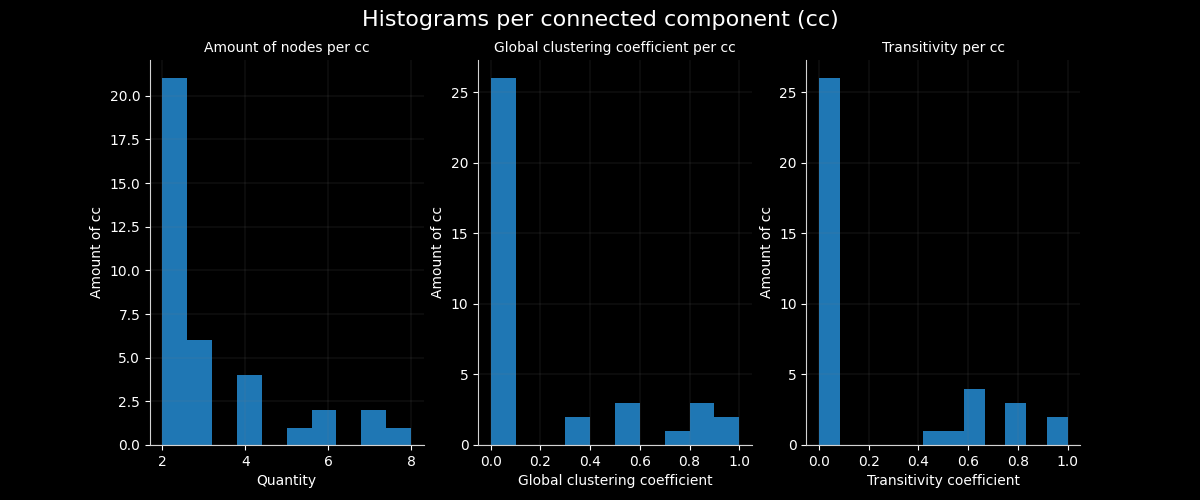 Histograms per connected component (cc)
Amount of nodes per cc
Amount of cc
20.0
17.5
15.0
12.5
10.0
7.5
5.0
2.5
0.0
2 4 6 8
Quantity
Global clustering coefficient per cc
Amount of cc
25
20
15
10
5
0
0.0 0.2 0.4 0.6 0.8 1.0
Global clustering coefficient
Transitivity per cc
Amount of cc
25
20
15
10
5
0
0.0 0.2 0.4 0.6 0.8 1.0
Transitivity coefficient